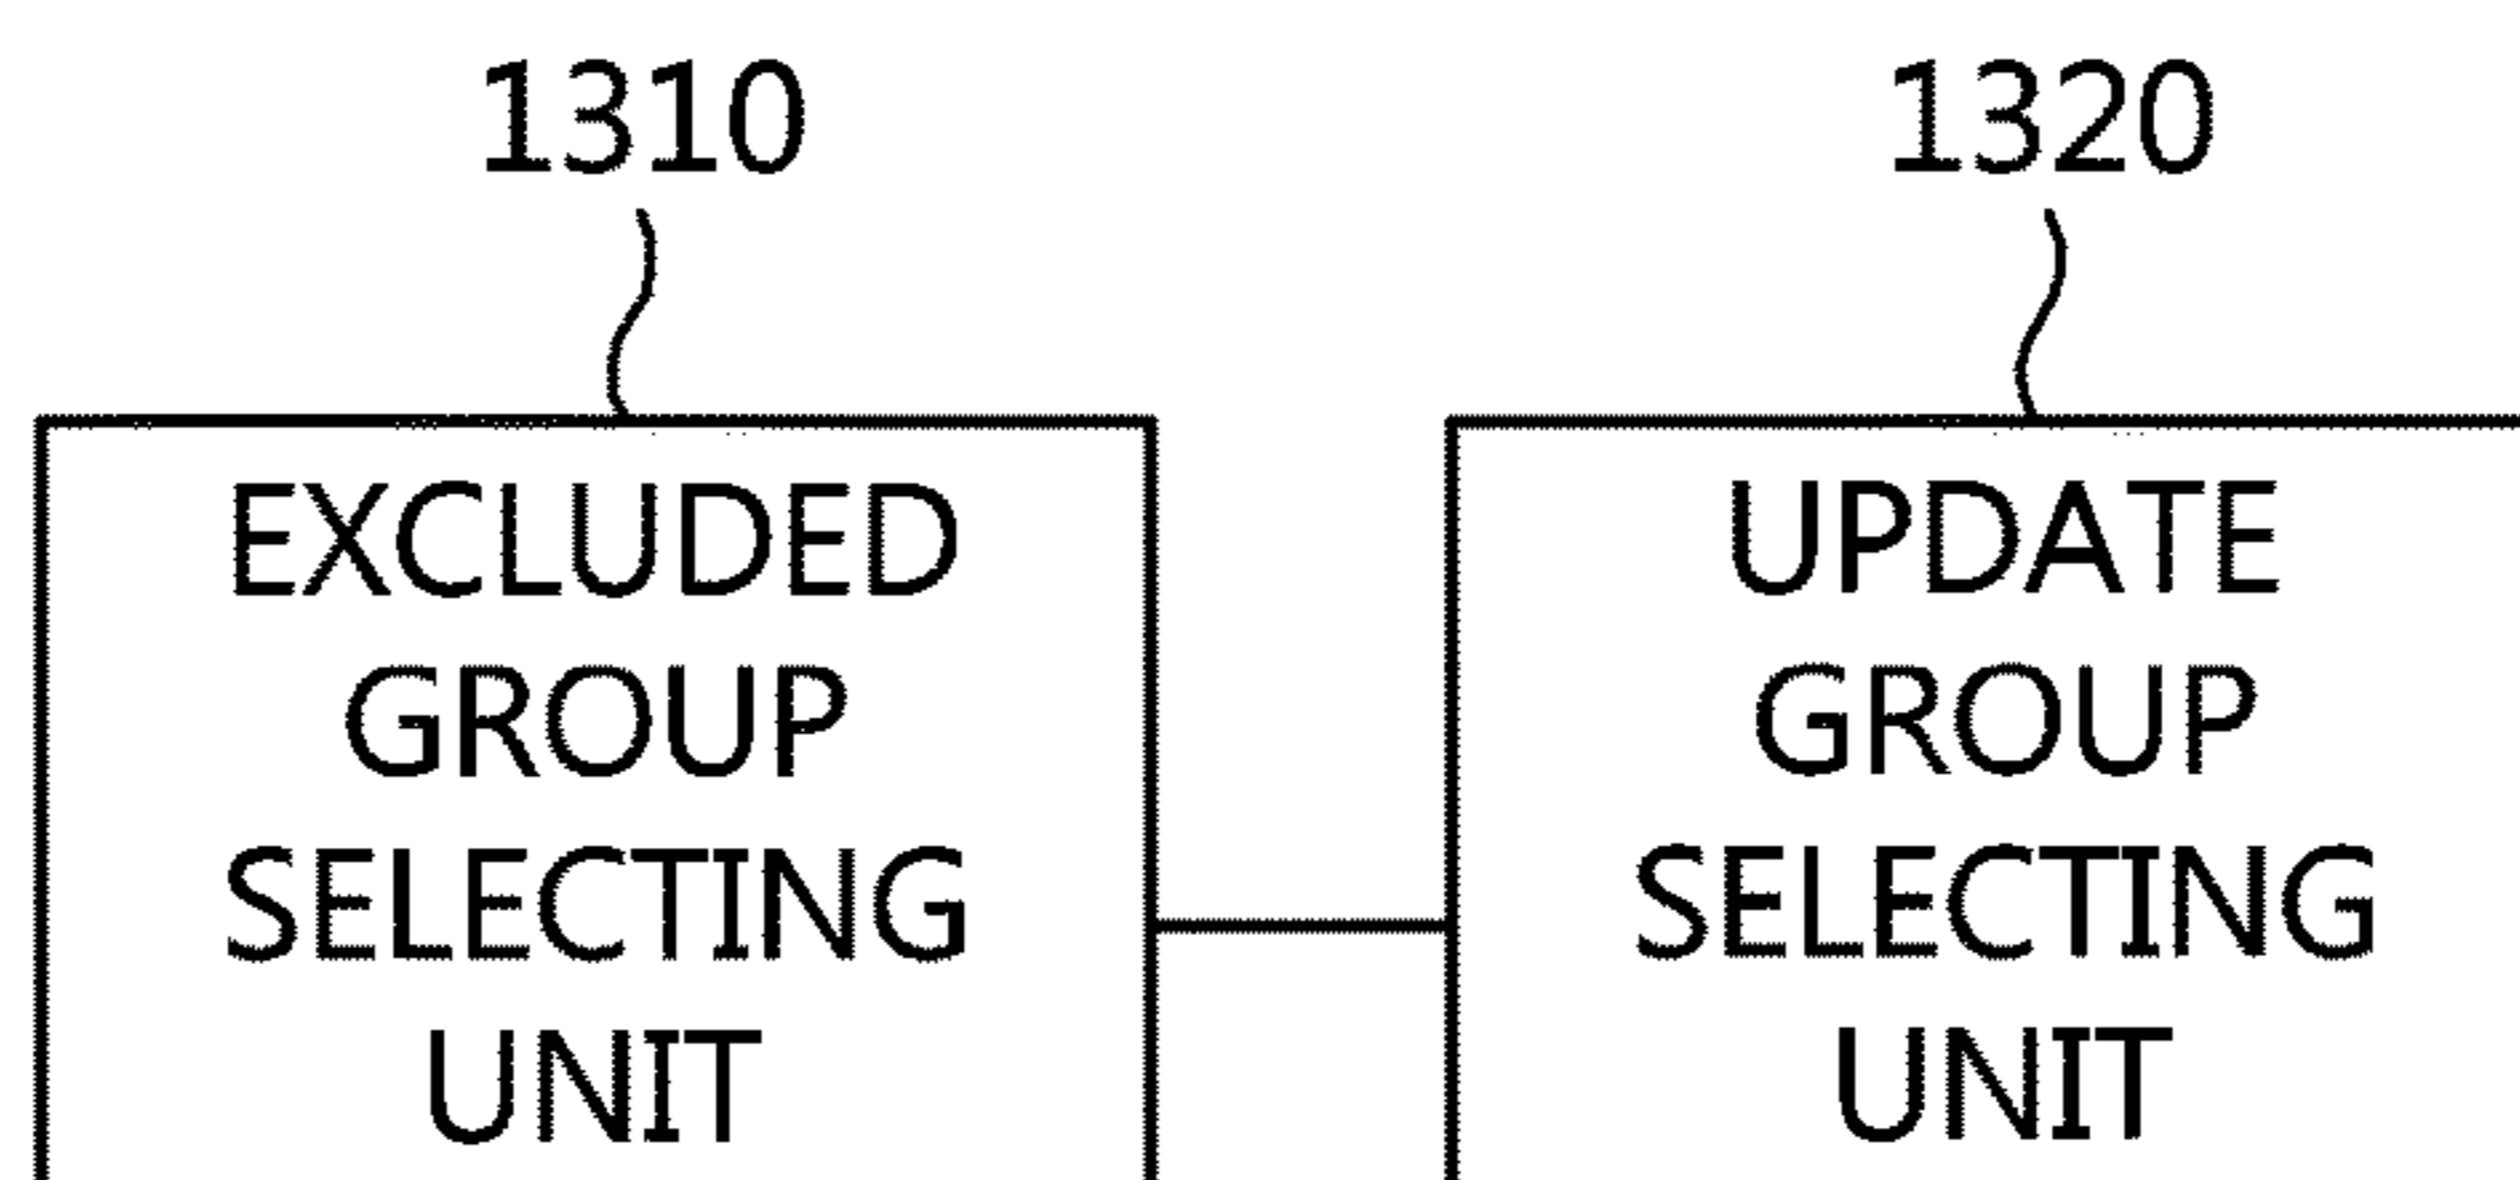 1310
EXCLUDED
GROUP
SELECTING
UNIT
1320
UPDATE
GROUP
SELECTING
UNIT